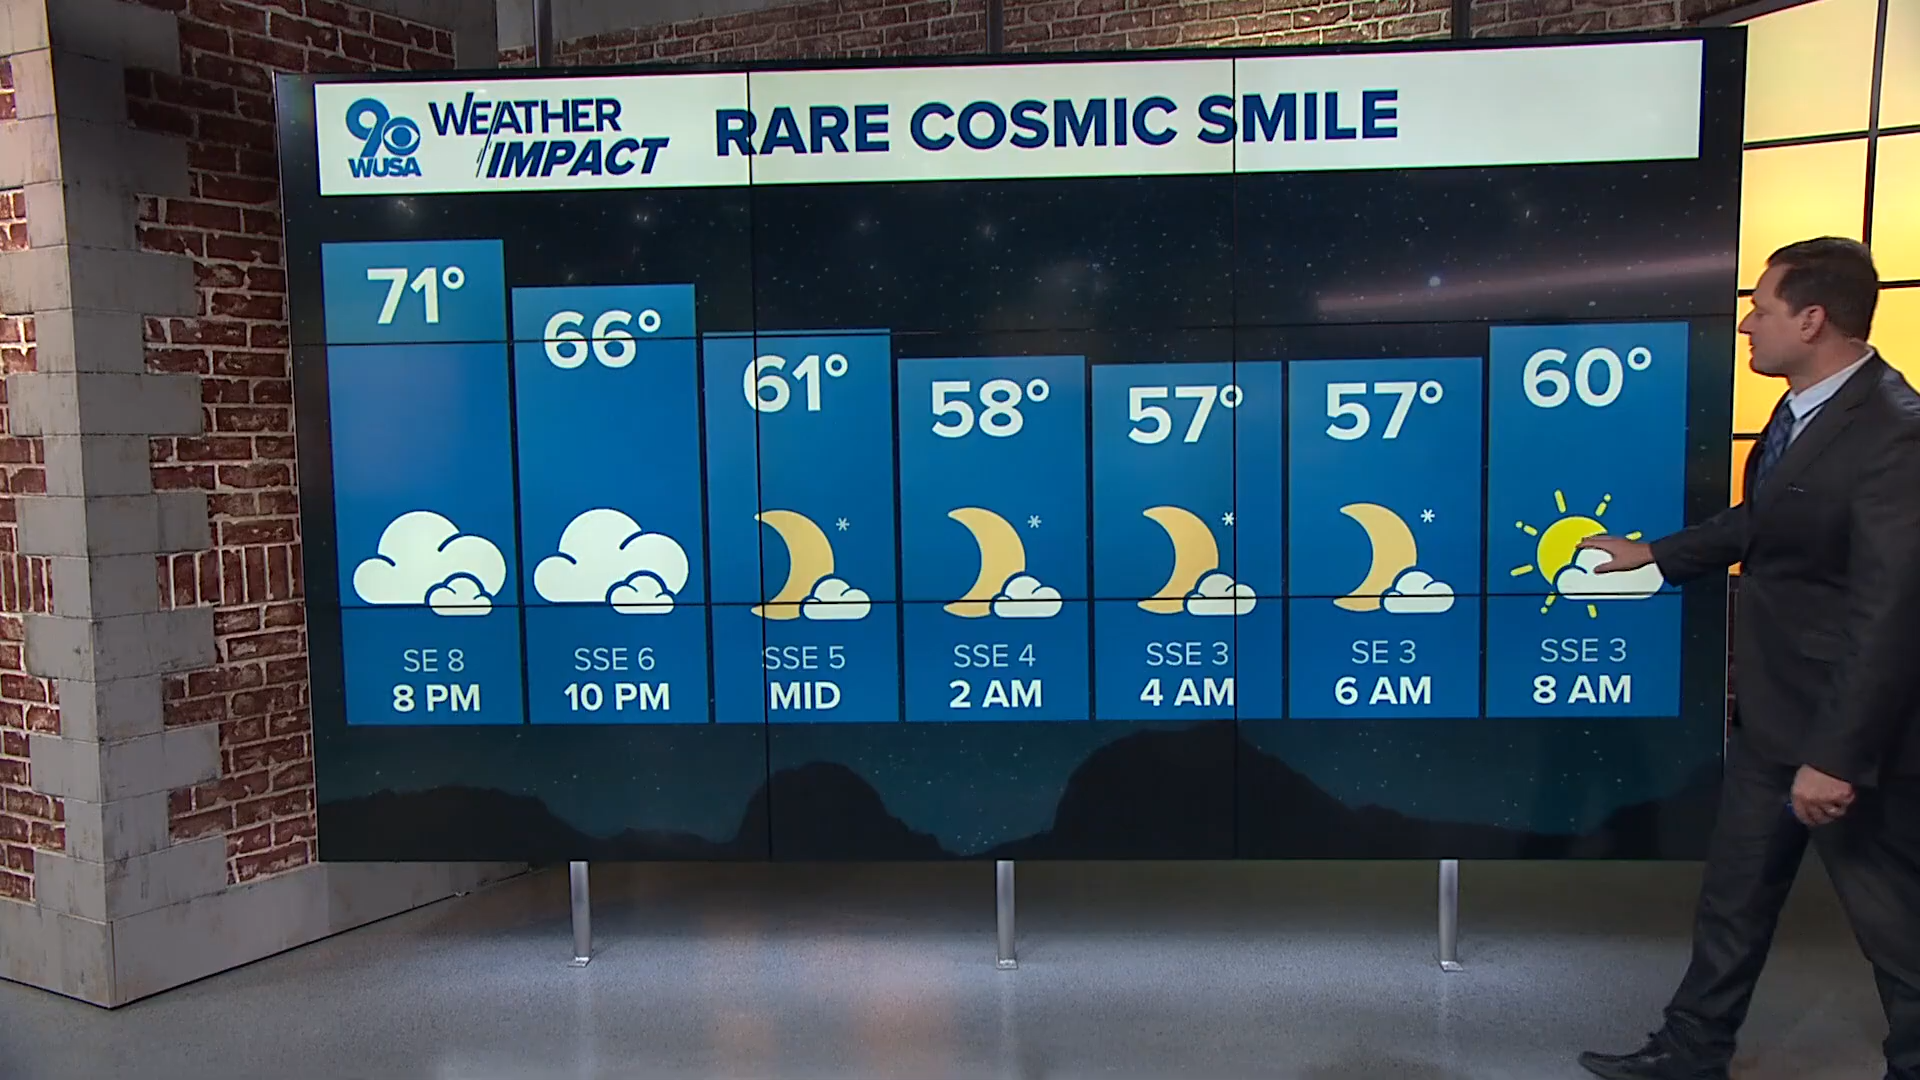 9 WUSA
WEATHER
IMPACT
RARE COSMIC SMILE
71° 66° 61° 58° 57° 57° 60°
SE 8 SSE 6 SSE 5 SSE 4 SSE 3 SE 3 SSE 3
8 PM 10 PM MID 2 AM 4 AM 6 AM 8 AM